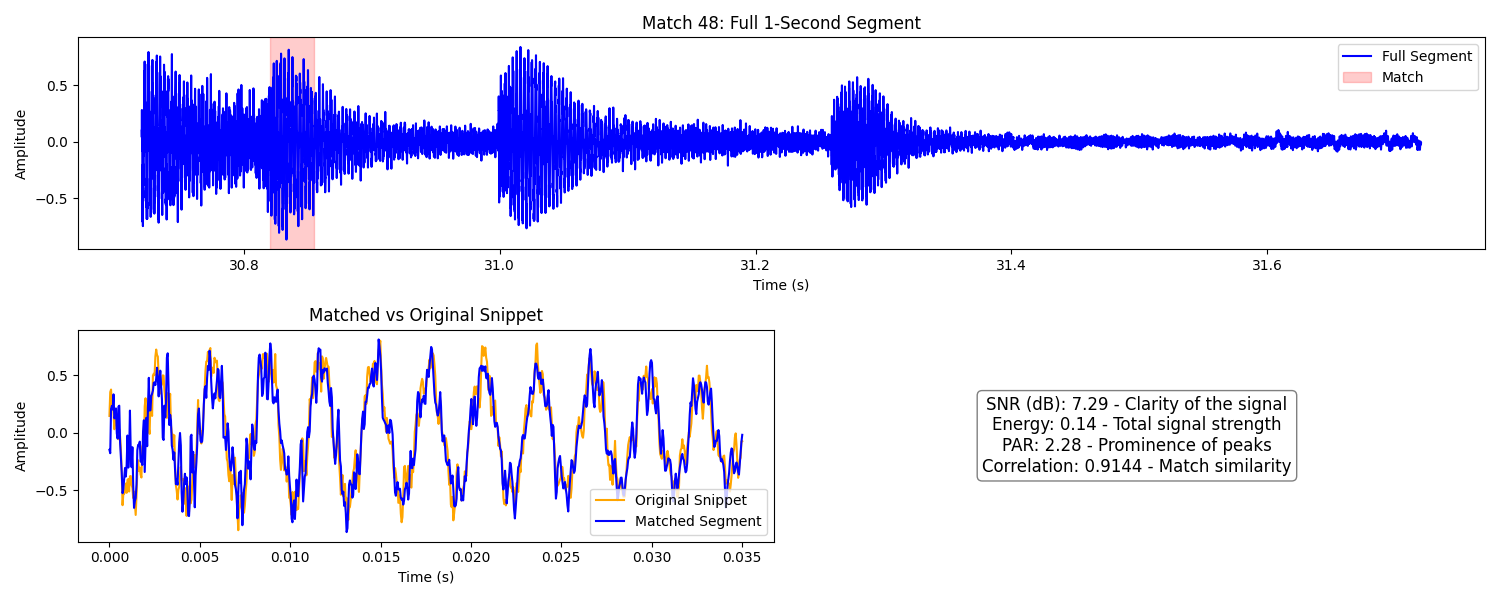 Match 48: Full 1-Second Segment
Amplitude
0.5
0.0
−0.5
Full Segment
Match
30.8
31.0
31.2
31.4
31.6
Time (s)
Matched vs Original Snippet
Amplitude
0.5
0.0
−0.5
Original Snippet
Matched Segment
0.000
0.005
0.010
0.015
0.020
0.025
0.030
0.035
Time (s)
SNR (dB): 7.29 - Clarity of the signal
Energy: 0.14 - Total signal strength
PAR: 2.28 - Prominence of peaks
Correlation: 0.9144 - Match similarity